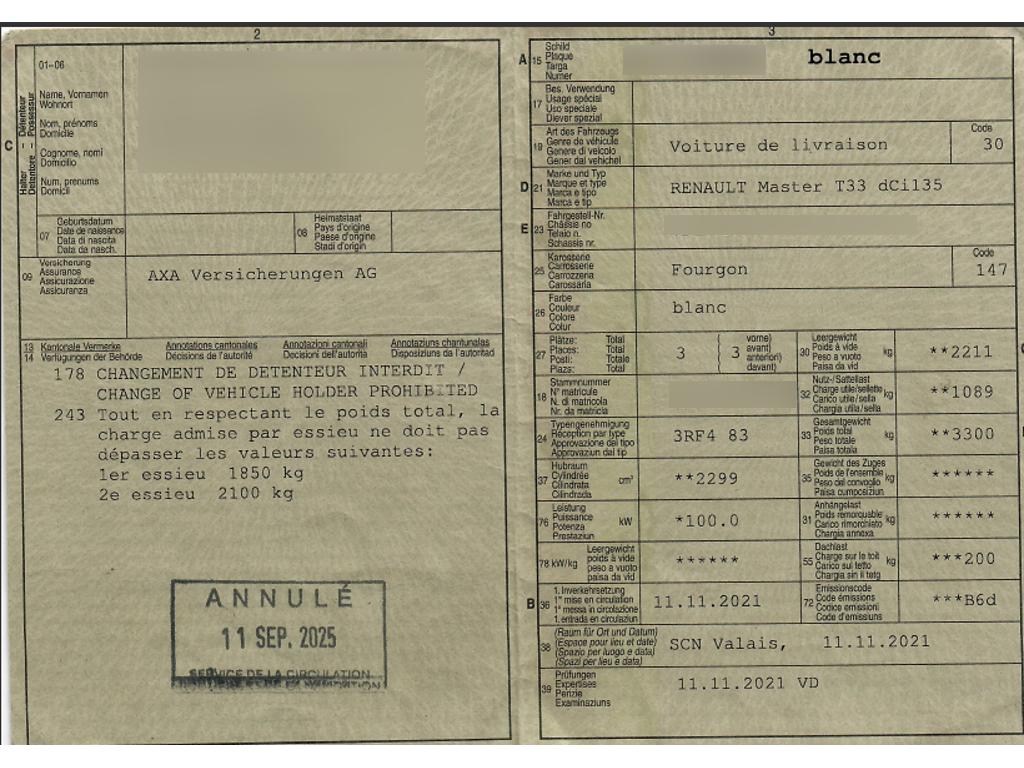 2
01-06
Halter – Détenteur
Detentore – Possessur
C
Name, Vornamen
Wohnort
Nom, prénoms
Domicile
Cognome, nomi
Domicilio
Num, prenums
Domicil
07
Geburtsdatum
Date de naissance
Data di nascita
Data da nasch.
08
Heimatstaat
Pays d'origine
Paese d'origine
Stadi d'origin
09
Versicherung
Assurance
Assicurazione
Assicuranza
AXA Versicherungen AG
13 Kantonale Vermerke Annotations cantonales Annotazioni cantonali Annotaziuns chantunalas
14 Verfügungen der Behörde Décisions de l'autorité Decisioni dell'autorità Disposiziuns da l'autoritad
178 CHANGEMENT DE DETENTEUR INTERDIT /
CHANGE OF VEHICLE HOLDER PROHIBITED
243 Tout en respectant le poids total, la
charge admise par essieu ne doit pas
dépasser les valeurs suivantes:
1er essieu 1850 kg
2e essieu 2100 kg
ANNULÉ
11 SEP. 2025
SERVICE DE LA CIRCULATION
3
A 15
Schild
Plaque
Targa
Numer
blanc
17
Bes. Verwendung
Usage spécial
Uso speciale
Diever spezial
19
Art des Fahrzeugs
Genre de véhicule
Genere di veicolo
Gener dal vehichel
Voiture de livraison
Code
30
D 21
Marke und Typ
Marque et type
Marca e tipo
Marca e tip
RENAULT Master T33 dCi135
E 23
Fahrgestell-Nr.
Châssis no
Telaio n.
Schassis nr.
25
Karosserie
Carrosserie
Carrozzeria
Carossaria
Fourgon
Code
147
26
Farbe
Couleur
Colore
Colur
blanc
27
Plätze: Total
Places: Total
Posti: Totale
Plazs: Total
3
( vorne)
( 3 avant)
( anteriori)
( davant)
30
Leergewicht
Poids à vide
Peso a vuoto
Paisa da vid
kg
**2211
18
Stammnummer
N° matricule
N. di matricola
Nr. da matricla
32
Nutz-/Sattellast
Charge utile/sellette
Carico utile/sella
Chargia utila/sella
kg
**1089
24
Typengenehmigung
Réception par type
Approvazione del tipo
Approvaziun dal tip
3RF4 83
33
Gesamtgewicht
Poids total
Peso totale
Paisa totala
kg
**3300
37
Hubraum
Cylindrée
Cilindrata
Cilindrada
cm³
**2299
35
Gewicht des Zuges
Poids de l'ensemble
Peso del convoglio
Paisa cumposiziun
kg
******
76
Leistung
Puissance
Potenza
Prestaziun
kW
*100.0
31
Anhängelast
Poids remorquable
Carico rimorchiato
Chargia annexa
kg
******
78 kW/kg
Leergewicht
poids à vide
peso a vuoto
paisa da vid
******
55
Dachlast
Charge sur le toit
Carico sul tetto
Chargia sin il tetg
kg
***200
B 36
1. Inverkehrsetzung
1re mise en circulation
1a messa in circolazione
1. entrada en circulaziun
11.11.2021
72
Emissionscode
Code émissions
Codice emissioni
Code d'emissiuns
***B6d
38
(Raum für Ort und Datum)
(Espace pour lieu et date)
(Spazio per luogo e data)
(Spazi per lieu e data)
SCN Valais, 11.11.2021
39
Prüfungen
Expertises
Perizie
Examinaziuns
11.11.2021 VD